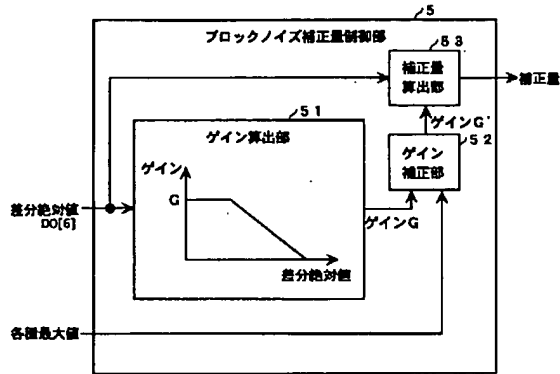 5
ブロックノイズ補正量制御部
53
補正量
算出部
補正量
ゲインG'
52
ゲイン
補正部
51
ゲイン算出部
ゲイン
G
差分絶対値
ゲインG
差分絶対値
DO[6]
各種最大値